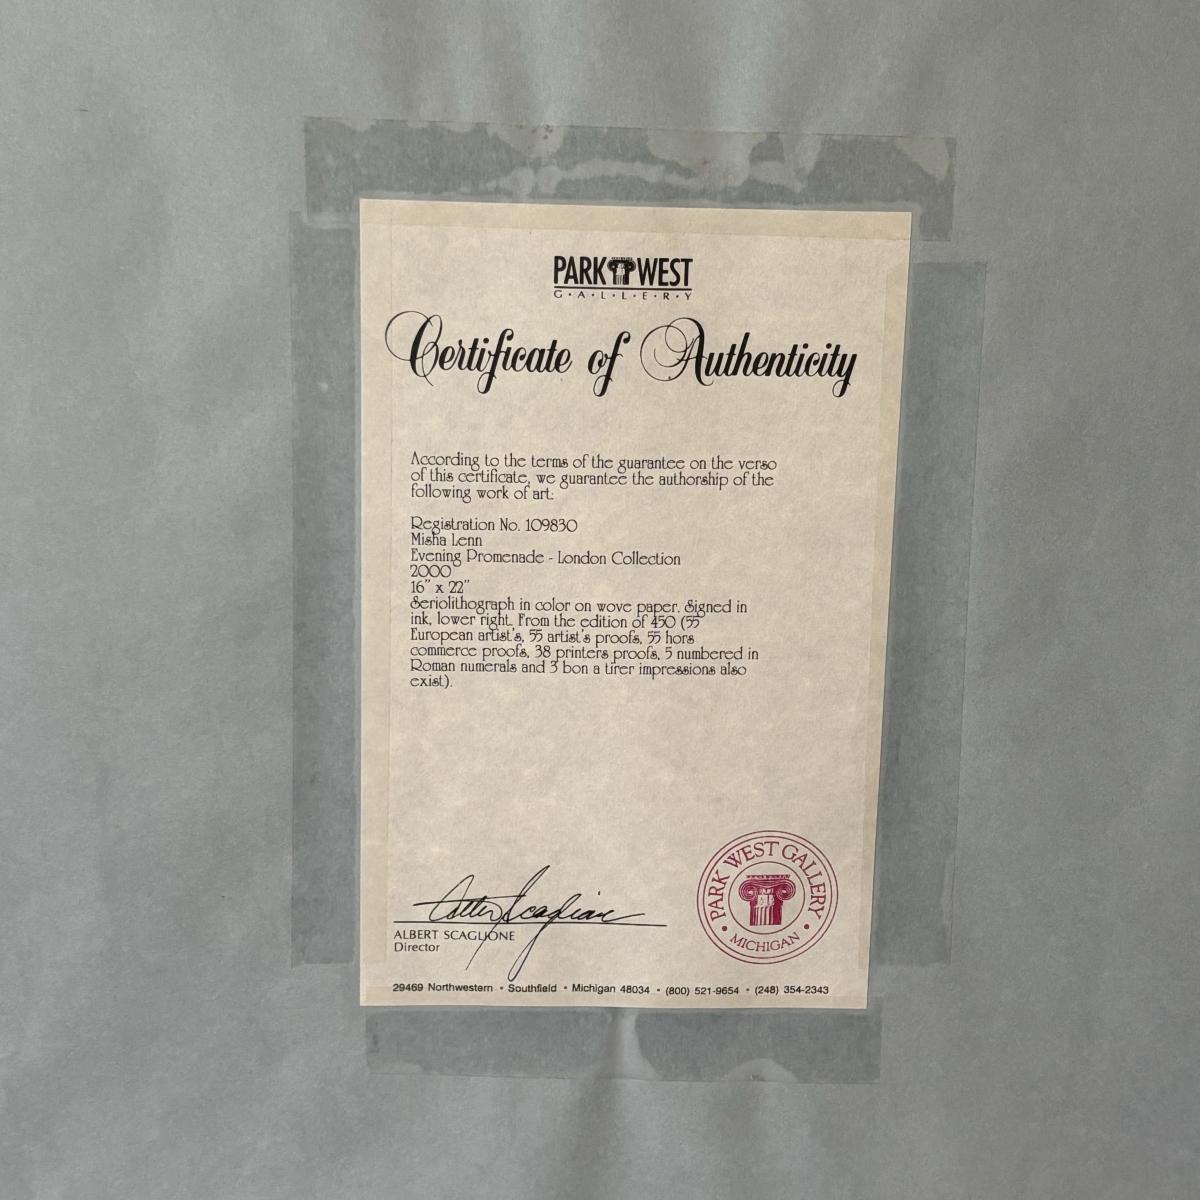 PARK WEST
G•A•L•L•E•R•Y
Certificate of Authenticity
According to the terms of the guarantee on the verso
of this certificate, we guarantee the authorship of the
following work of art:
Registration No. 109830
Misha Lenn
Evening Promenade - London Collection
2000
16" x 22"
Seriolithograph in color on wove paper. Signed in
ink, lower right. From the edition of 450 (55
European artist's, 55 artist's proofs, 55 hors
commerce proofs, 38 printers proofs, 5 numbered in
Roman numerals and 3 bon a tirer impressions also
exist).
Albert Scaglione
ALBERT SCAGLIONE
Director
PARK WEST GALLERY
• MICHIGAN •
29469 Northwestern • Southfield • Michigan 48034 • (800) 521-9654 • (248) 354-2343